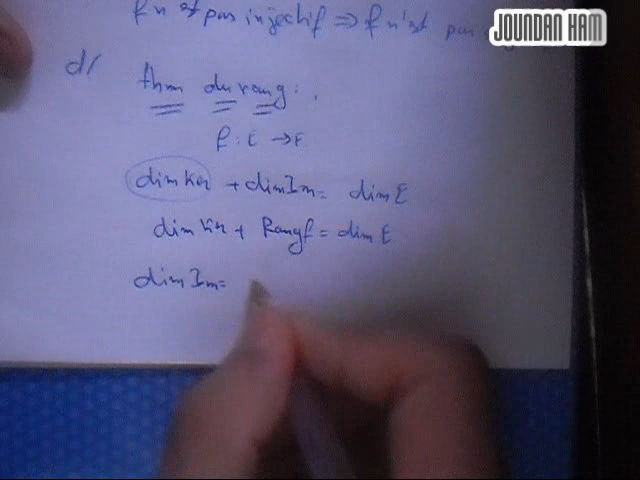 f n'est pas injectif => f n'est pas
JOUNDAN HAM
d/ thm du rang:
f: E → F
dim Ker + dim Im = dim E
dim Ker + Rang f = dim E
dim Im =